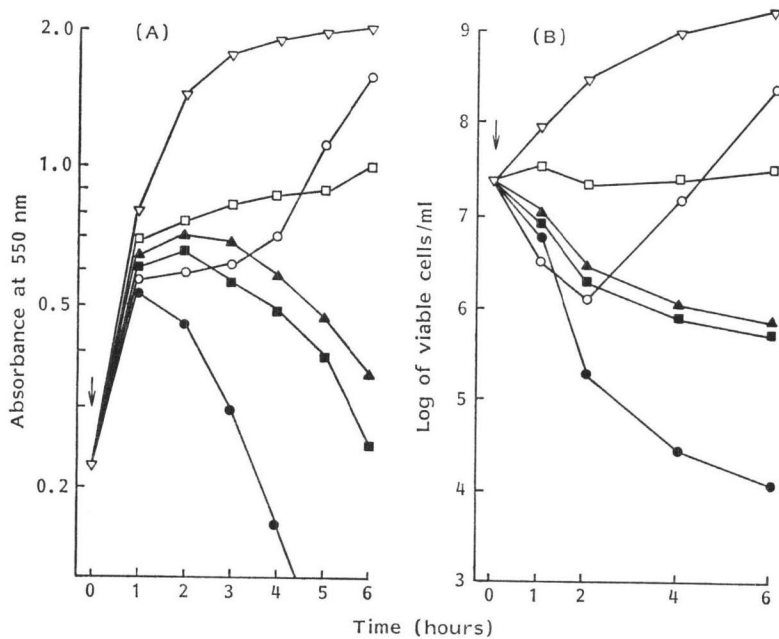 (A)
2.0
1.0
0.5
0.2
Absorbance at 550 nm
0 1 2 3 4 5 6
(B)
9
8
7
6
5
4
3
Log of viable cells/ml
0 1 2 4 6
Time (hours)